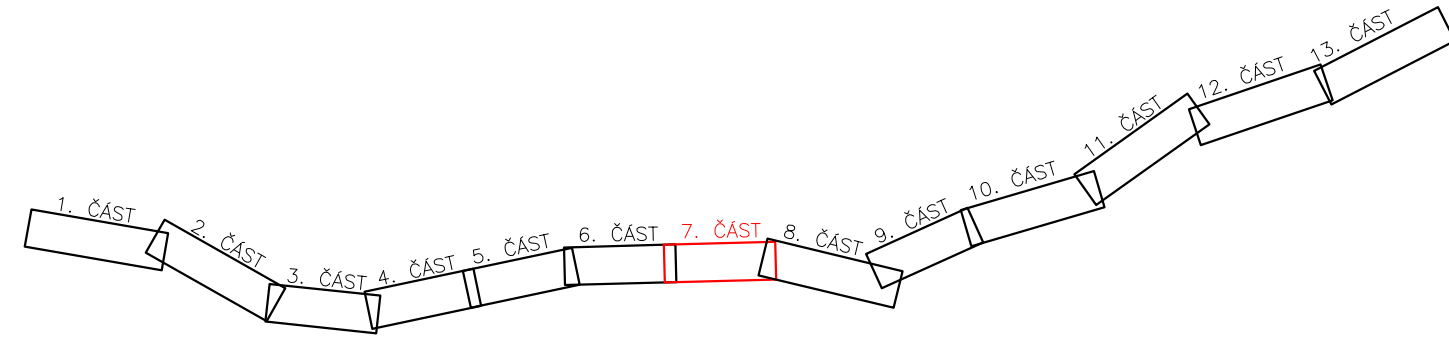 1. ČÁST
2. ČÁST
3. ČÁST
4. ČÁST
5. ČÁST
6. ČÁST
7. ČÁST
8. ČÁST
9. ČÁST
10. ČÁST
11. ČÁST
12. ČÁST
13. ČÁST